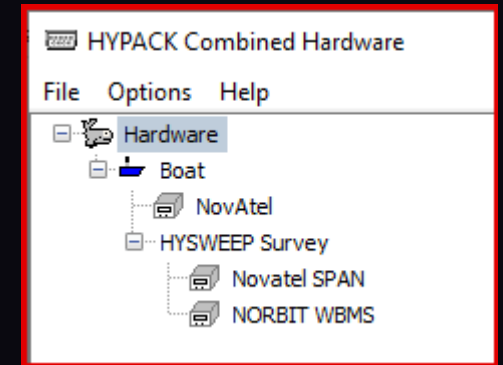 HYPACK Combined Hardware
File Options Help
Hardware
Boat
NovAtel
HYSWEEP Survey
Novatel SPAN
NORBIT WBMS